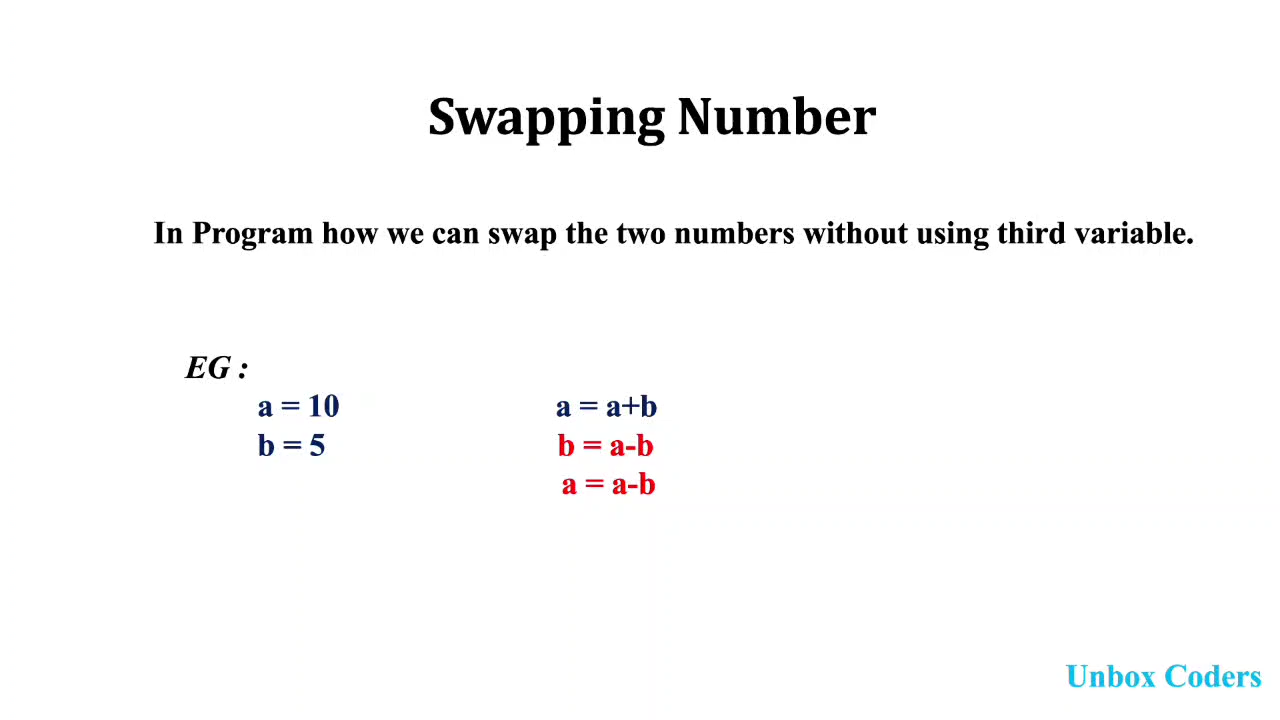 Swapping Number
In Program how we can swap the two numbers without using third variable.
EG :
a = 10
b = 5
a = a+b
b = a-b
a = a-b
Unbox Coders